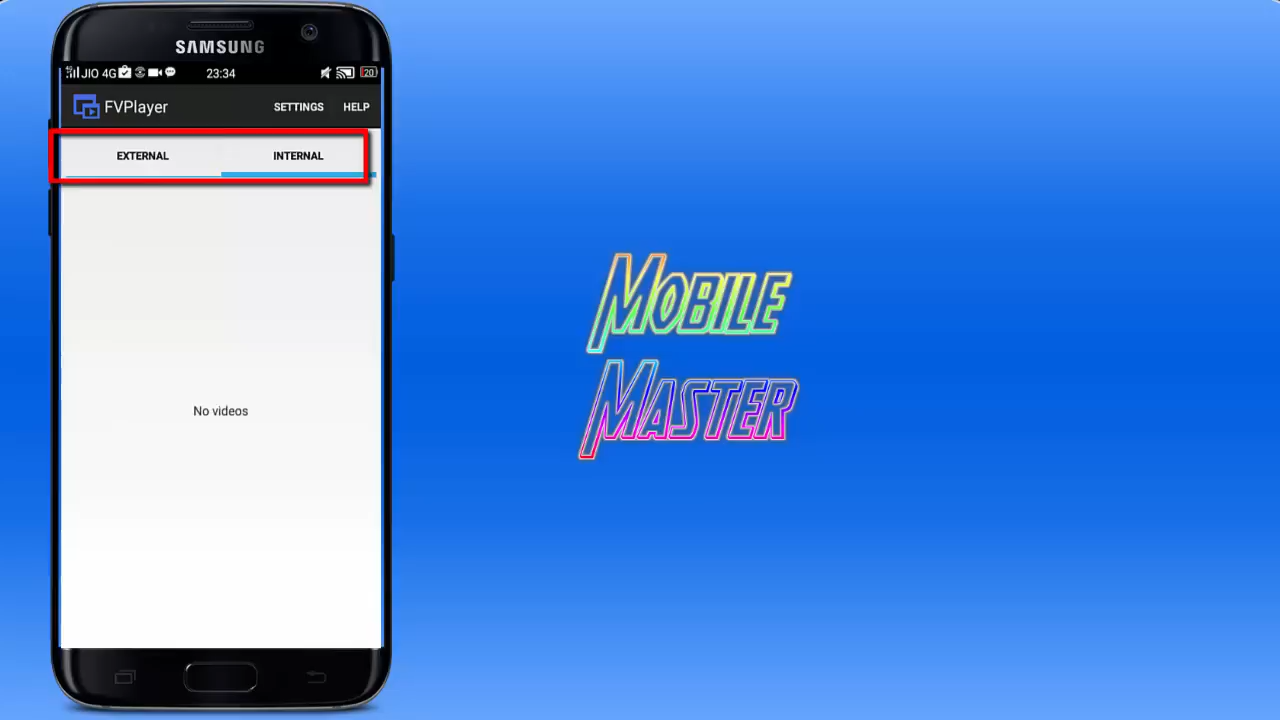 SAMSUNG
JIO 4G 23:34 20
FVPlayer SETTINGS HELP
EXTERNAL INTERNAL
No videos
MOBILE
MASTER